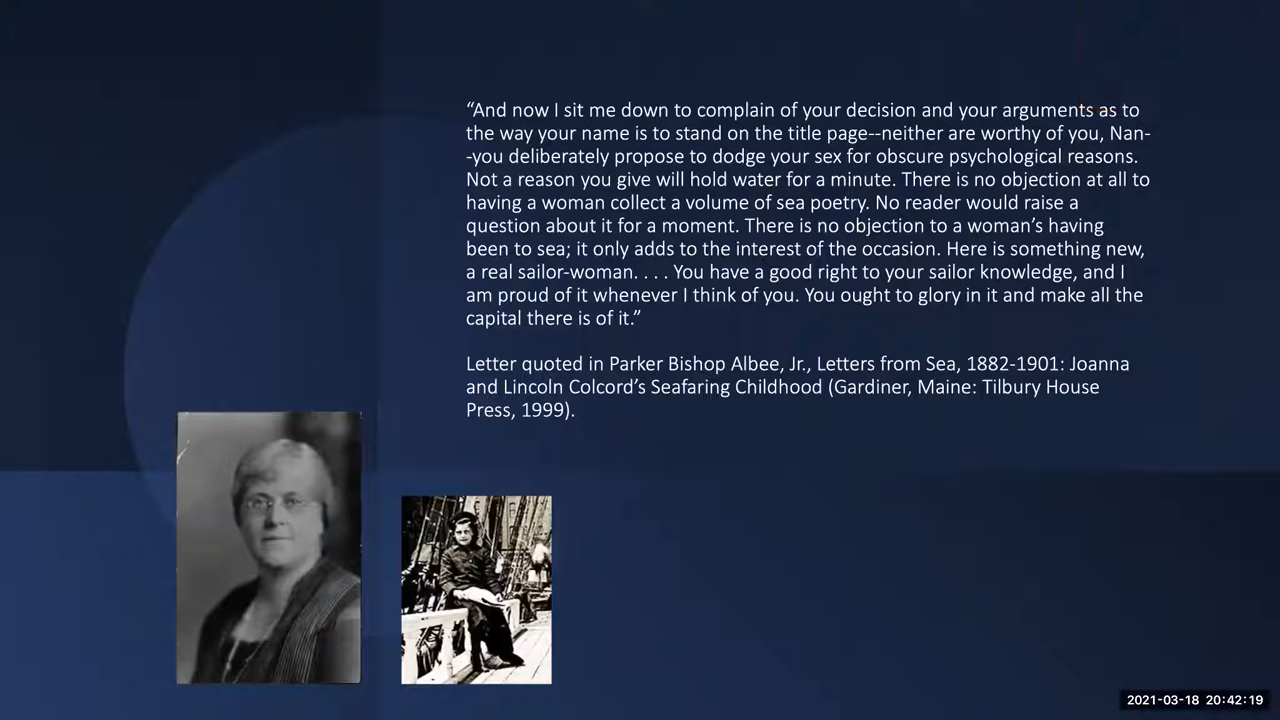 “And now I sit me down to complain of your decision and your arguments as to
the way your name is to stand on the title page--neither are worthy of you, Nan-
-you deliberately propose to dodge your sex for obscure psychological reasons.
Not a reason you give will hold water for a minute. There is no objection at all to
having a woman collect a volume of sea poetry. No reader would raise a
question about it for a moment. There is no objection to a woman’s having
been to sea; it only adds to the interest of the occasion. Here is something new,
a real sailor-woman. . . . You have a good right to your sailor knowledge, and I
am proud of it whenever I think of you. You ought to glory in it and make all the
capital there is of it.”
Letter quoted in Parker Bishop Albee, Jr., Letters from Sea, 1882-1901: Joanna
and Lincoln Colcord’s Seafaring Childhood (Gardiner, Maine: Tilbury House
Press, 1999).
2021-03-18 20:42:19